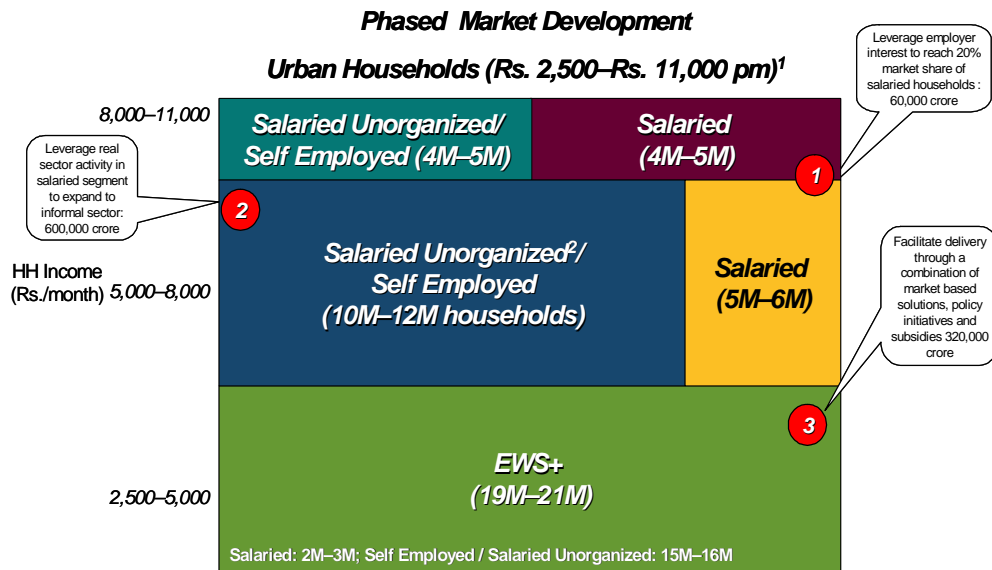 Phased Market Development
Urban Households (Rs. 2,500–Rs. 11,000 pm)1
Leverage employer
interest to reach 20%
market share of
salaried households :
60,000 crore
8,000–11,000
Salaried Unorganized/
Self Employed (4M–5M)
Salaried
(4M–5M)
1
Leverage real
sector activity in
salaried segment
to expand to
informal sector:
600,000 crore
2
HH Income
(Rs./month)
5,000–8,000
Salaried Unorganized2/
Self Employed
(10M–12M households)
Salaried
(5M–6M)
Facilitate delivery
through a
combination of
market based
solutions, policy
initiatives and
subsidies 320,000
crore
3
2,500–5,000
EWS+
(19M–21M)
Salaried: 2M–3M; Self Employed / Salaried Unorganized: 15M–16M